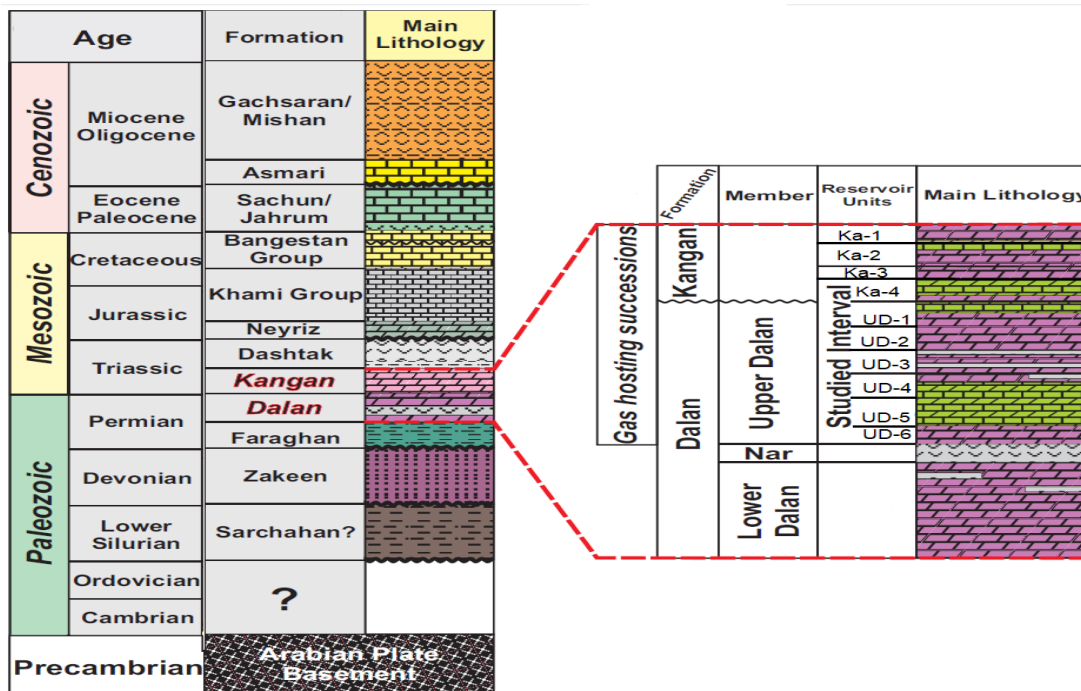 Age
Formation
Main
Lithology
Cenozoic
Miocene
Oligocene
Gachsaran/
Mishan
Asmari
Eocene
Paleocene
Sachun/
Jahrum
Mesozoic
Cretaceous
Bangestan
Group
Jurassic
Khami Group
Neyriz
Triassic
Dashtak
Kangan
Paleozoic
Permian
Dalan
Faraghan
Devonian
Zakeen
Lower
Silurian
Sarchahan?
Ordovician
Cambrian
?
Precambrian
Arabian Plate
Basement
Formation
Member
Reservoir
Units
Main Lithology
Gas hosting successions
Kangan
Ka-1
Ka-2
Ka-3
Ka-4
Studied Interval
Dalan
Upper Dalan
UD-1
UD-2
UD-3
UD-4
UD-5
UD-6
Nar
Lower
Dalan